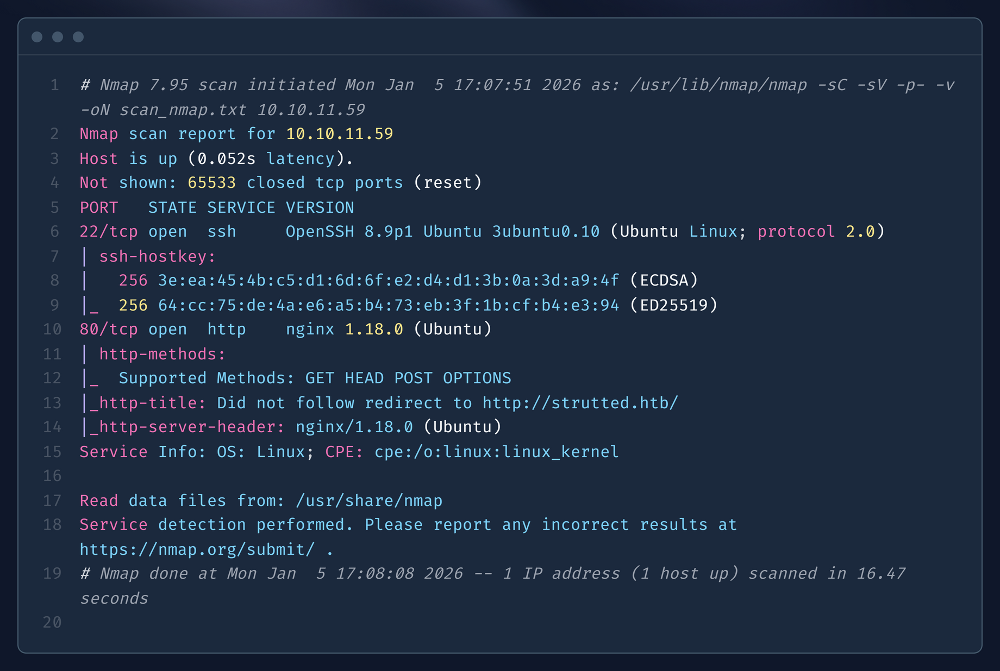 1 # Nmap 7.95 scan initiated Mon Jan  5 17:07:51 2026 as: /usr/lib/nmap/nmap -sC -sV -p- -v
-oN scan_nmap.txt 10.10.11.59
2 Nmap scan report for 10.10.11.59
3 Host is up (0.052s latency).
4 Not shown: 65533 closed tcp ports (reset)
5 PORT   STATE SERVICE VERSION
6 22/tcp open  ssh     OpenSSH 8.9p1 Ubuntu 3ubuntu0.10 (Ubuntu Linux; protocol 2.0)
7 | ssh-hostkey:
8 |   256 3e:ea:45:4b:c5:d1:6d:6f:e2:d4:d1:3b:0a:3d:a9:4f (ECDSA)
9 |_  256 64:cc:75:de:4a:e6:a5:b4:73:eb:3f:1b:cf:b4:e3:94 (ED25519)
10 80/tcp open  http    nginx 1.18.0 (Ubuntu)
11 | http-methods:
12 |_  Supported Methods: GET HEAD POST OPTIONS
13 |_http-title: Did not follow redirect to http://strutted.htb/
14 |_http-server-header: nginx/1.18.0 (Ubuntu)
15 Service Info: OS: Linux; CPE: cpe:/o:linux:linux_kernel
16
17 Read data files from: /usr/share/nmap
18 Service detection performed. Please report any incorrect results at
https://nmap.org/submit/ .
19 # Nmap done at Mon Jan  5 17:08:08 2026 -- 1 IP address (1 host up) scanned in 16.47
seconds
20